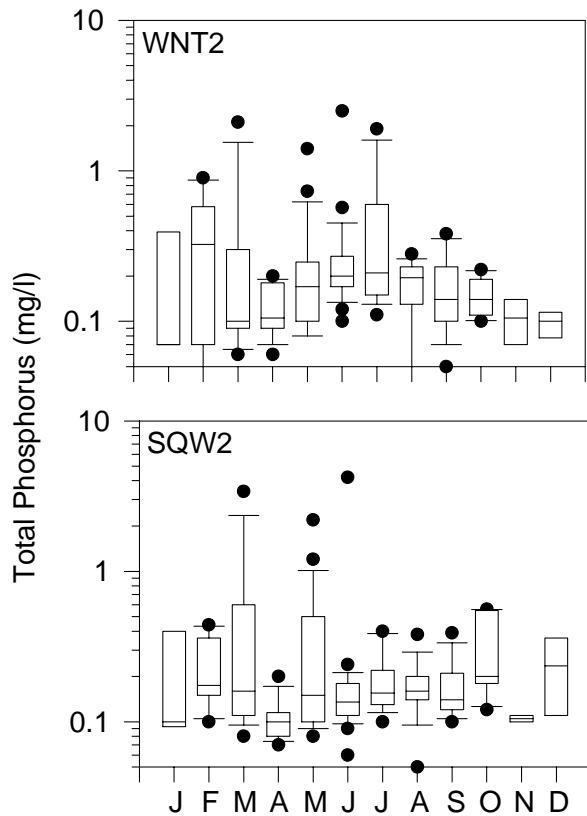 10
WNT2
1
0.1
Total Phosphorus (mg/l)
10
SQW2
1
0.1
J F M A M J J A S O N D